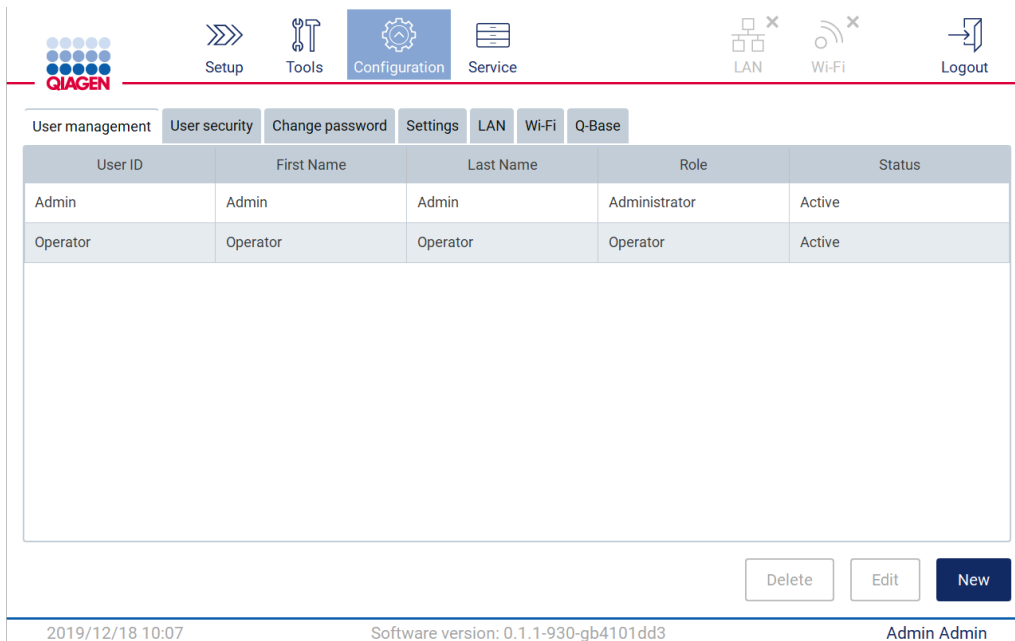 QIAGEN
Setup Tools Configuration Service LAN Wi-Fi Logout
User management User security Change password Settings LAN Wi-Fi Q-Base
User ID First Name Last Name Role Status
Admin Admin Admin Administrator Active
Operator Operator Operator Operator Active
Delete Edit New
2019/12/18 10:07 Software version: 0.1.1-930-gb4101dd3 Admin Admin